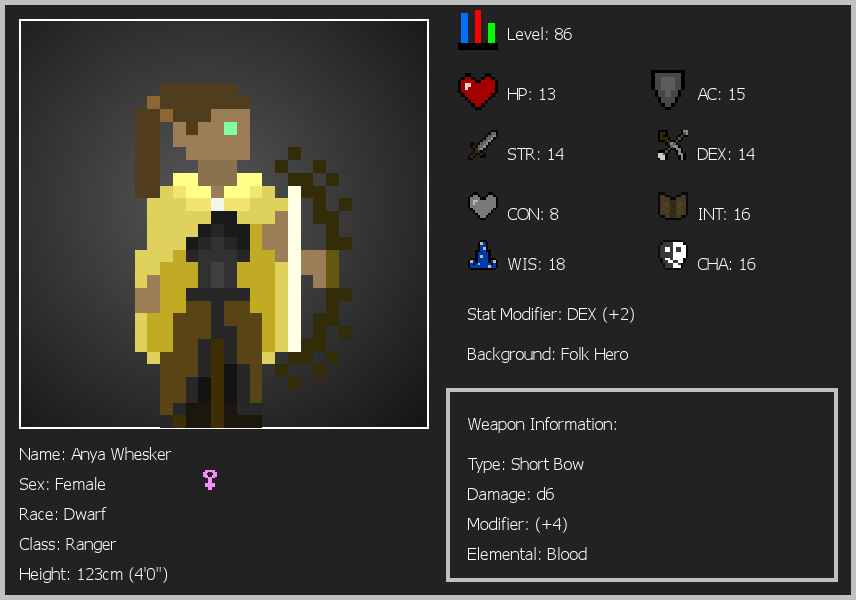 Level: 86
HP: 13
AC: 15
STR: 14
DEX: 14
CON: 8
INT: 16
WIS: 18
CHA: 16
Stat Modifier: DEX (+2)
Background: Folk Hero
Weapon Information:
Type: Short Bow
Damage: d6
Modifier: (+4)
Elemental: Blood
Name: Anya Whesker
Sex: Female
Race: Dwarf
Class: Ranger
Height: 123cm (4'0")